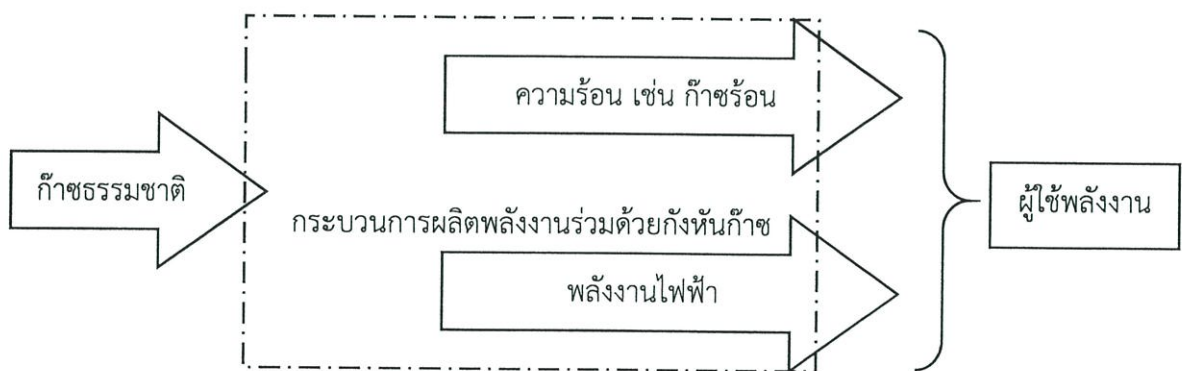 ความร้อน เช่น ก๊าซร้อน
ก๊าซธรรมชาติ
ผู้ใช้พลังงาน
กระบวนการผลิตพลังงานร่วมด้วยกังหันก๊าซ
พลังงานไฟฟ้า